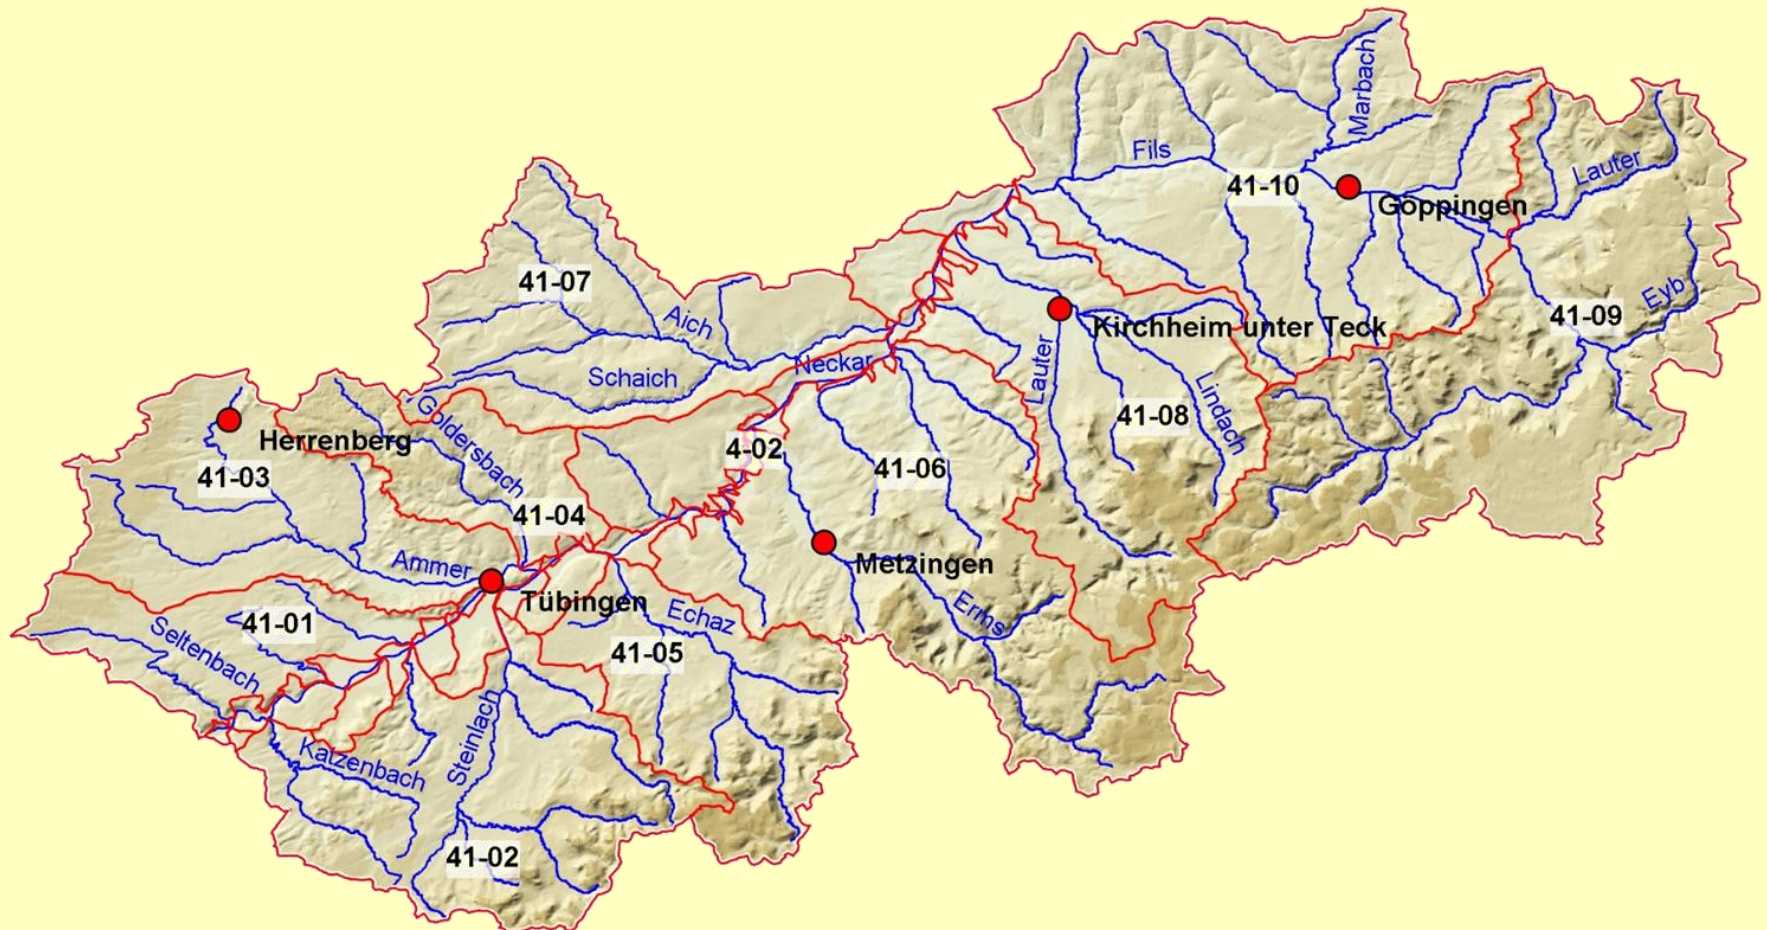 Marbach
Fils
Lauter
41-10
Göppingen
41-07
Eyb
41-09
Aich
Kirchheim unter Teck
Neckar
Schaich
Lauter
Lindach
Goldersbach
41-08
Herrenberg
4-02
41-06
41-03
41-04
Ammer
Metzingen
Tübingen
Echaz
Erms
41-01
Seltenbach
41-05
Steinlach
Katzenbach
41-02